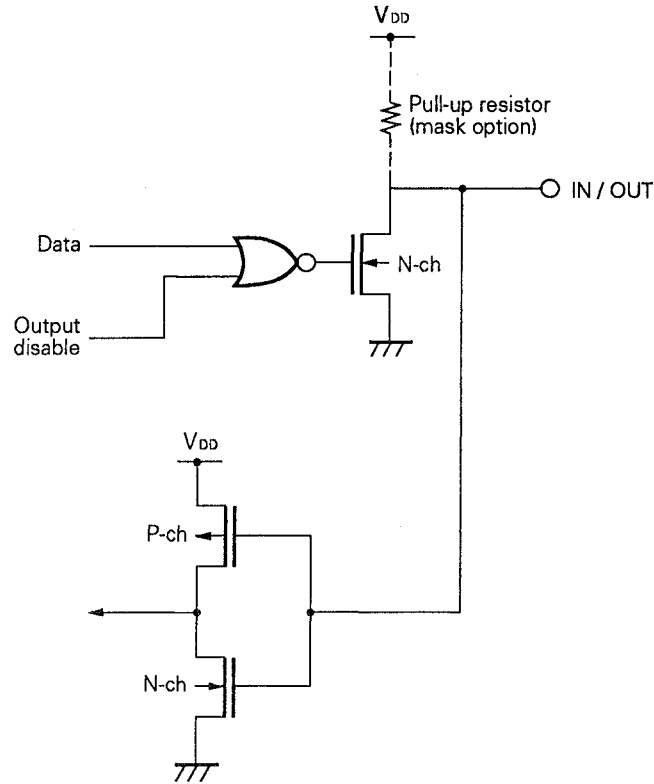 VDD
Pull-up resistor
(mask option)
IN / OUT
Data
N-ch
Output
disable
VDD
P-ch
N-ch